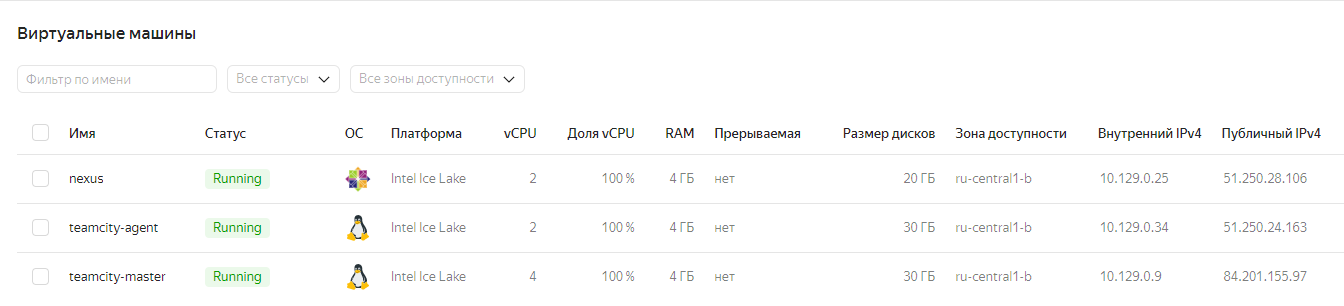 Виртуальные машины
Фильтр по имени Все статусы Все зоны доступности
Имя Статус ОС Платформа vCPU Доля vCPU RAM Прерываемая Размер дисков Зона доступности Внутренний IPv4 Публичный IPv4
nexus Running Intel Ice Lake 2 100 % 4 ГБ нет 20 ГБ ru-central1-b 10.129.0.25 51.250.28.106
teamcity-agent Running Intel Ice Lake 2 100 % 4 ГБ нет 30 ГБ ru-central1-b 10.129.0.34 51.250.24.163
teamcity-master Running Intel Ice Lake 4 100 % 4 ГБ нет 30 ГБ ru-central1-b 10.129.0.9 84.201.155.97